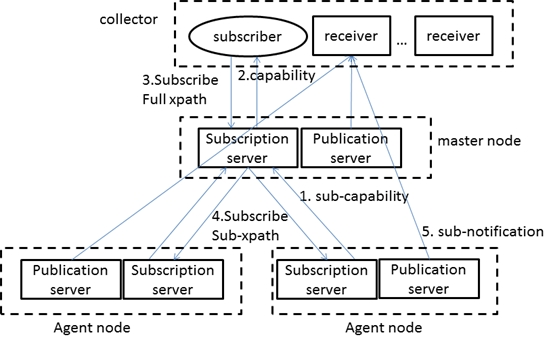 collector
subscriber
receiver
...
receiver
3.Subscribe
Full xpath
2.capability
Subscription
server
Publication
server
master node
1. sub-capability
4.Subscribe
Sub-xpath
5. sub-notification
Publication
server
Subscription
server
Subscription
server
Publication
server
Agent node
Agent node